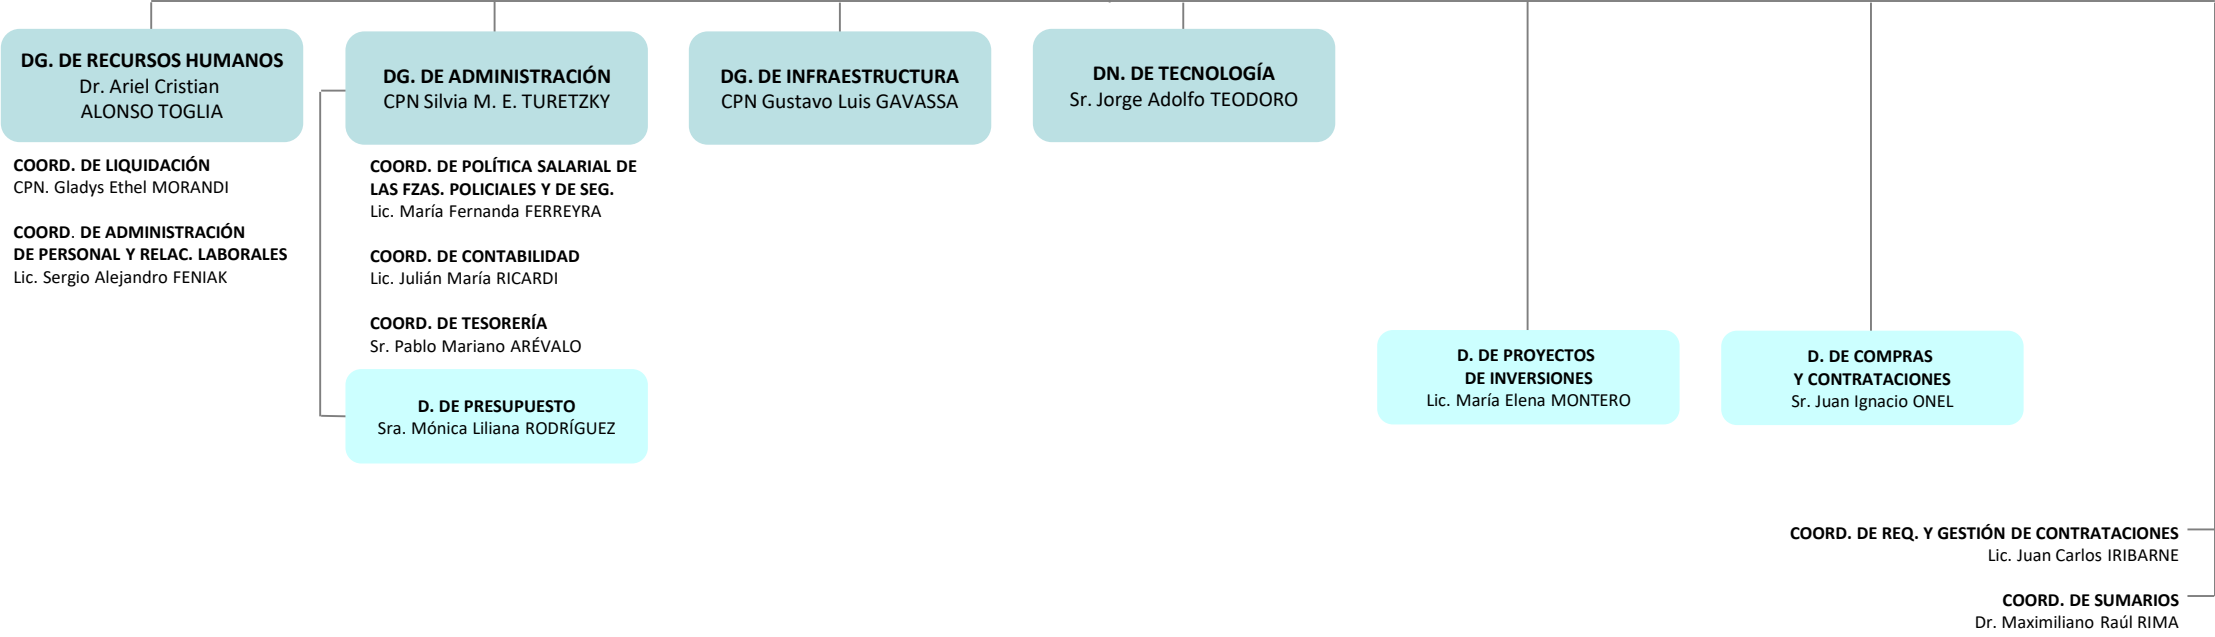 DG. DE RECURSOS HUMANOS
Dr. Ariel Cristian
ALONSO TOGLIA
COORD. DE LIQUIDACIÓN
CPN. Gladys Ethel MORANDI
COORD. DE ADMINISTRACIÓN
DE PERSONAL Y RELAC. LABORALES
Lic. Sergio Alejandro FENIAK
DG. DE ADMINISTRACIÓN
CPN Silvia M. E. TURETZKY
COORD. DE POLÍTICA SALARIAL DE
LAS FZAS. POLICIALES Y DE SEG.
Lic. María Fernanda FERREYRA
COORD. DE CONTABILIDAD
Lic. Julián María RICARDI
COORD. DE TESORERÍA
Sr. Pablo Mariano ARÉVALO
D. DE PRESUPUESTO
Sra. Mónica Liliana RODRÍGUEZ
DG. DE INFRAESTRUCTURA
CPN Gustavo Luis GAVASSA
DN. DE TECNOLOGÍA
Sr. Jorge Adolfo TEODORO
D. DE PROYECTOS
DE INVERSIONES
Lic. María Elena MONTERO
D. DE COMPRAS
Y CONTRATACIONES
Sr. Juan Ignacio ONEL
COORD. DE REQ. Y GESTIÓN DE CONTRATACIONES
Lic. Juan Carlos IRIBARNE
COORD. DE SUMARIOS
Dr. Maximiliano Raúl RIMA